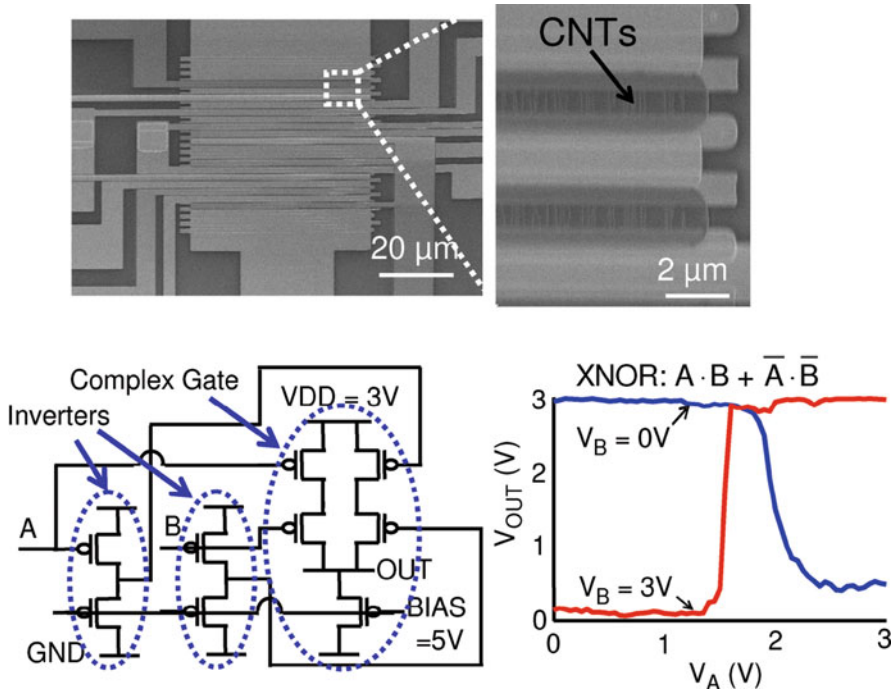 CNTs
20 µm
2 µm
Complex Gate
Inverters
VDD = 3V
A
B
OUT
BIAS
=5V
GND
XNOR: A · B + A̅ · B̅
3
2
1
0
V_OUT (V)
V_B = 0V
V_B = 3V
0
1
2
3
V_A (V)